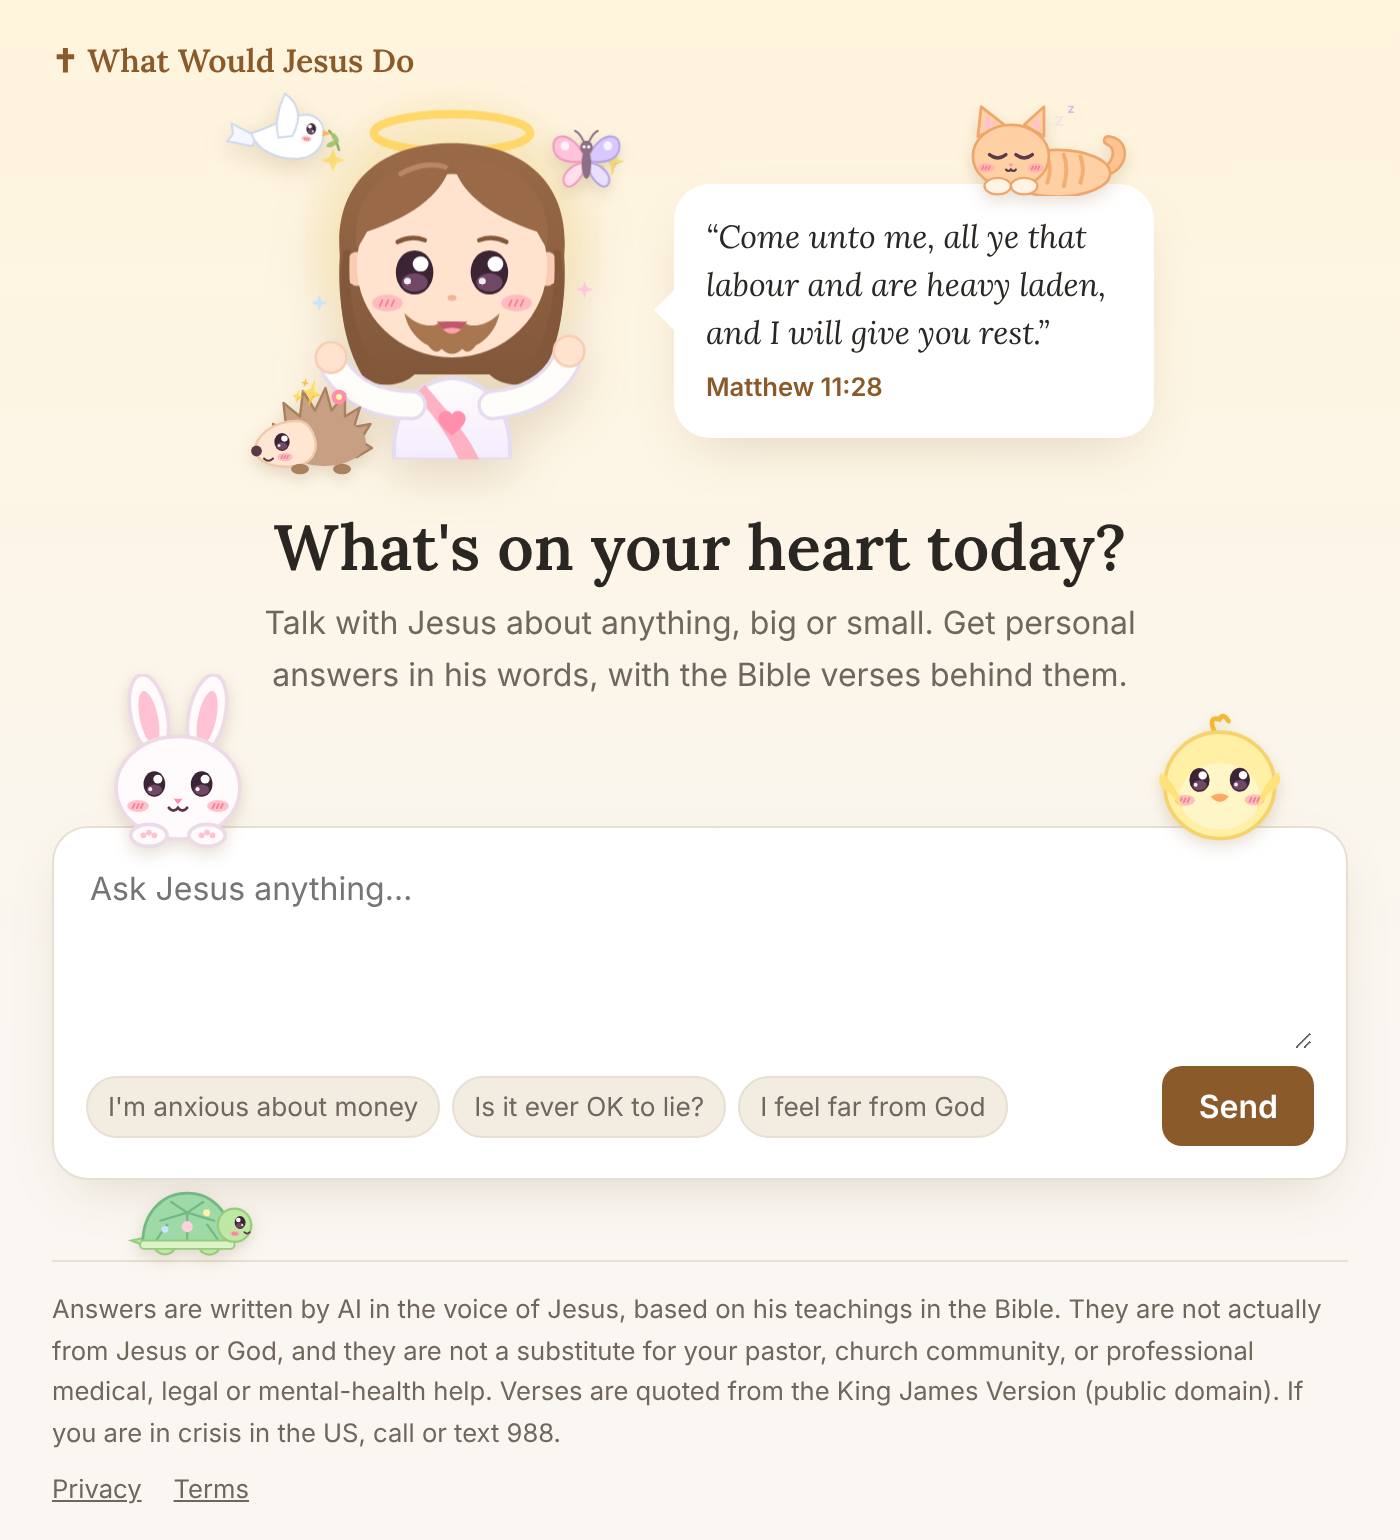 ✝ What Would Jesus Do
z
z
“Come unto me, all ye that
labour and are heavy laden,
and I will give you rest.”
Matthew 11:28
What's on your heart today?
Talk with Jesus about anything, big or small. Get personal
answers in his words, with the Bible verses behind them.
Ask Jesus anything...
I'm anxious about money
Is it ever OK to lie?
I feel far from God
Send
Answers are written by AI in the voice of Jesus, based on his teachings in the Bible. They are not actually
from Jesus or God, and they are not a substitute for your pastor, church community, or professional
medical, legal or mental-health help. Verses are quoted from the King James Version (public domain). If
you are in crisis in the US, call or text 988.
Privacy Terms